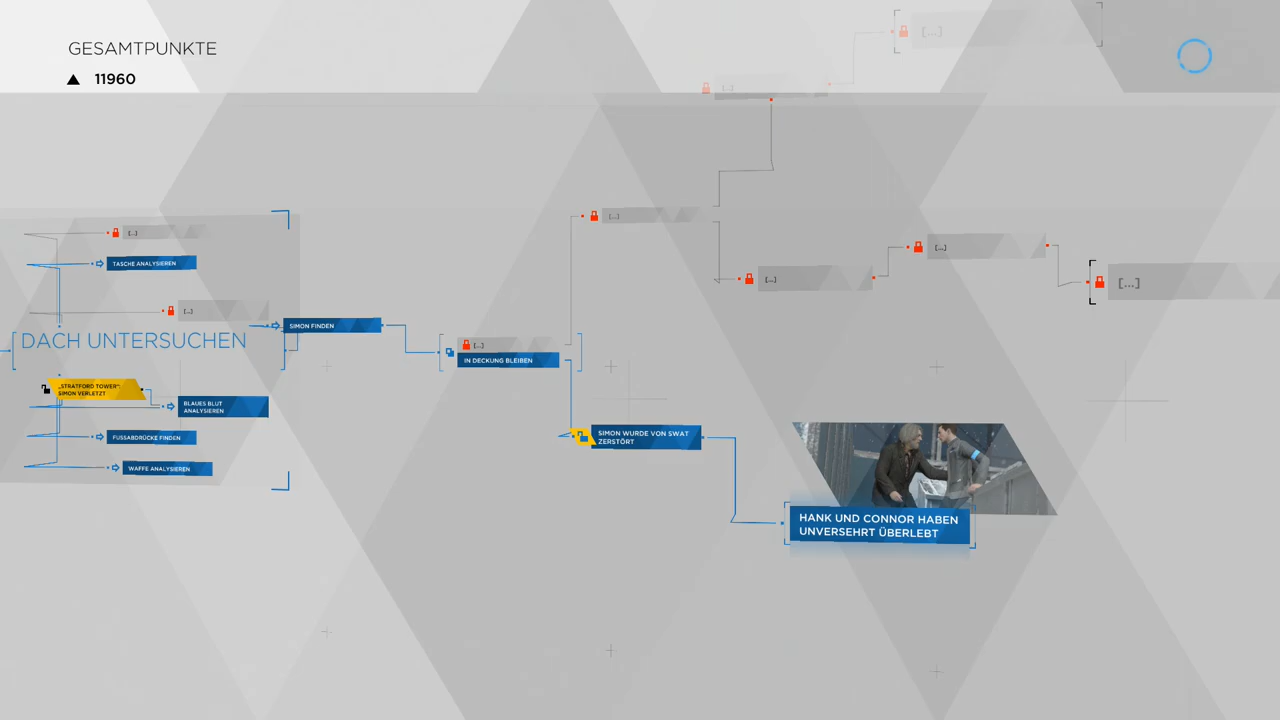 GESAMTPUNKTE
▲ 11960
[...]
[...]
[...]
[...]
TASCHE ANALYSIEREN
[...]
[...]
[...]
[...]
SIMON FINDEN
DACH UNTERSUCHEN
[...]
IN DECKUNG BLEIBEN
„STRATFORD TOWER“
SIMON VERLETZT
BLAUES BLUT
ANALYSIEREN
FUSSABDRÜCKE FINDEN
WAFFE ANALYSIEREN
SIMON WURDE VON SWAT
ZERSTÖRT
HANK UND CONNOR HABEN
UNVERSEHRT ÜBERLEBT